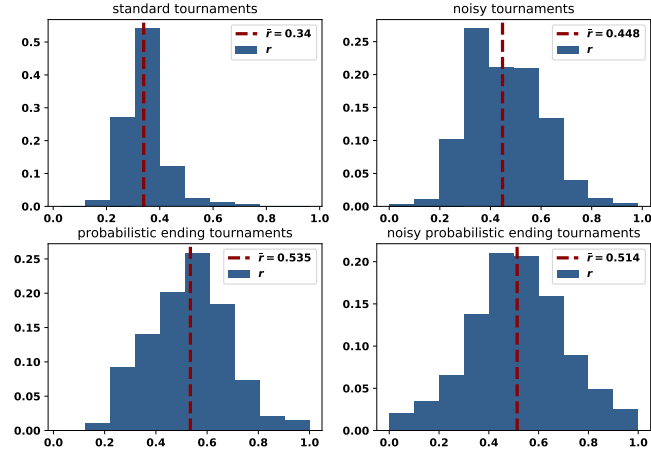 standard tournaments
0.5
0.4
0.3
0.2
0.1
0.0
0.0 0.2 0.4 0.6 0.8 1.0
r̄ = 0.34
r
noisy tournaments
0.25
0.20
0.15
0.10
0.05
0.00
0.0 0.2 0.4 0.6 0.8 1.0
r̄ = 0.448
r
probabilistic ending tournaments
0.25
0.20
0.15
0.10
0.05
0.00
0.0 0.2 0.4 0.6 0.8 1.0
r̄ = 0.535
r
noisy probabilistic ending tournaments
0.20
0.15
0.10
0.05
0.00
0.0 0.2 0.4 0.6 0.8 1.0
r̄ = 0.514
r